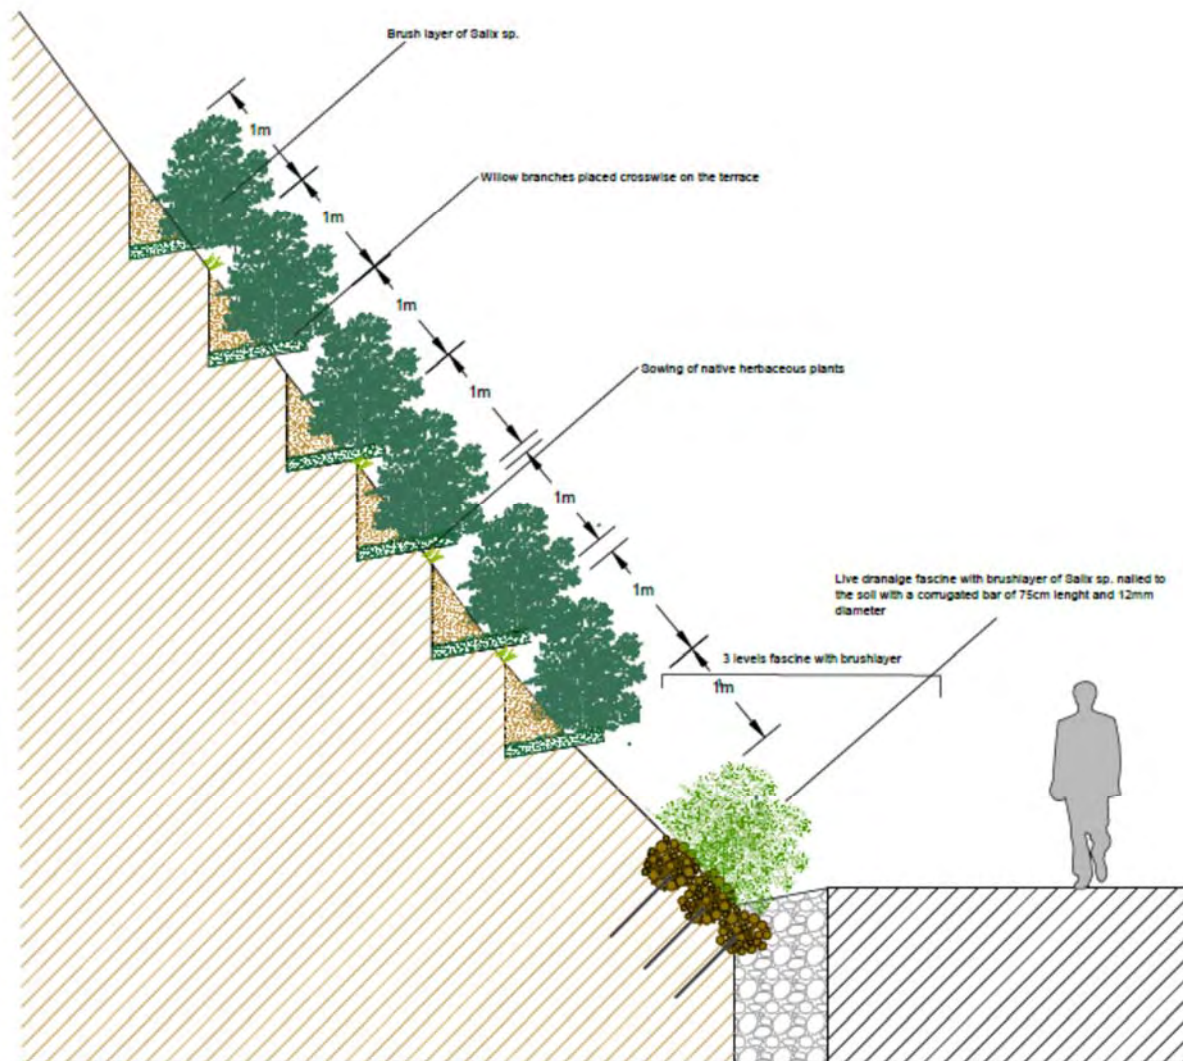 Brush layer of Salix sp.
1m
Willow branches placed crosswise on the terrace
1m
1m
Sowing of native herbaceous plants
1m
1m
Live dranaige fascine with brushlayer of Salix sp. nailed to
the soil with a corrugated bar of 75cm lenght and 12mm
diameter
1m
3 levels fascine with brushlayer
1m